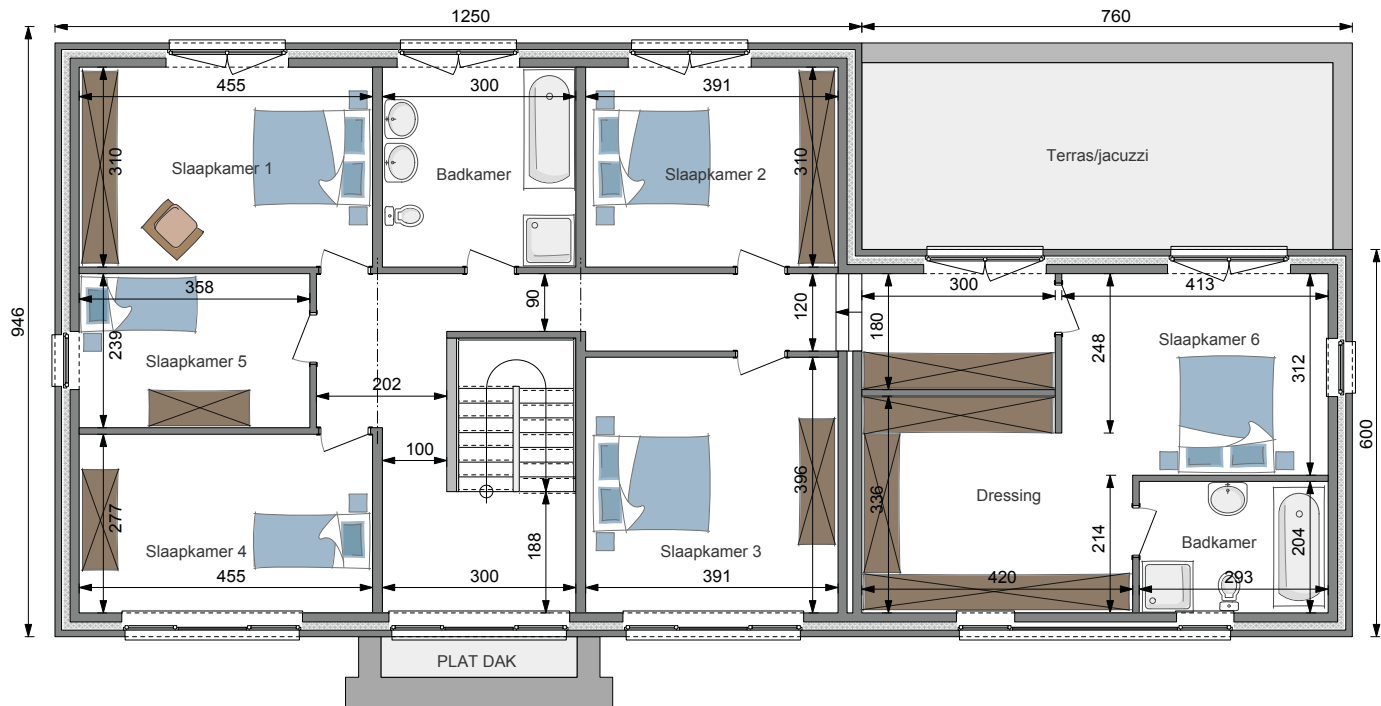 1250
760
946
455
300
391
310
Slaapkamer 1
Badkamer
Slaapkamer 2
310
Terras/jacuzzi
358
239
Slaapkamer 5
90
120
300
413
180
248
Slaapkamer 6
312
202
100
600
277
Slaapkamer 4
188
396
Slaapkamer 3
336
Dressing
214
Badkamer
204
455
300
391
420
293
PLAT DAK